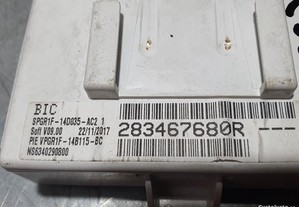 BIC
SPGR1F-14D035-AC2 1
Soft V09.00 22/11/2017
PIE VPGR1F-14B115-BC
NS6340290800
283467680R ---